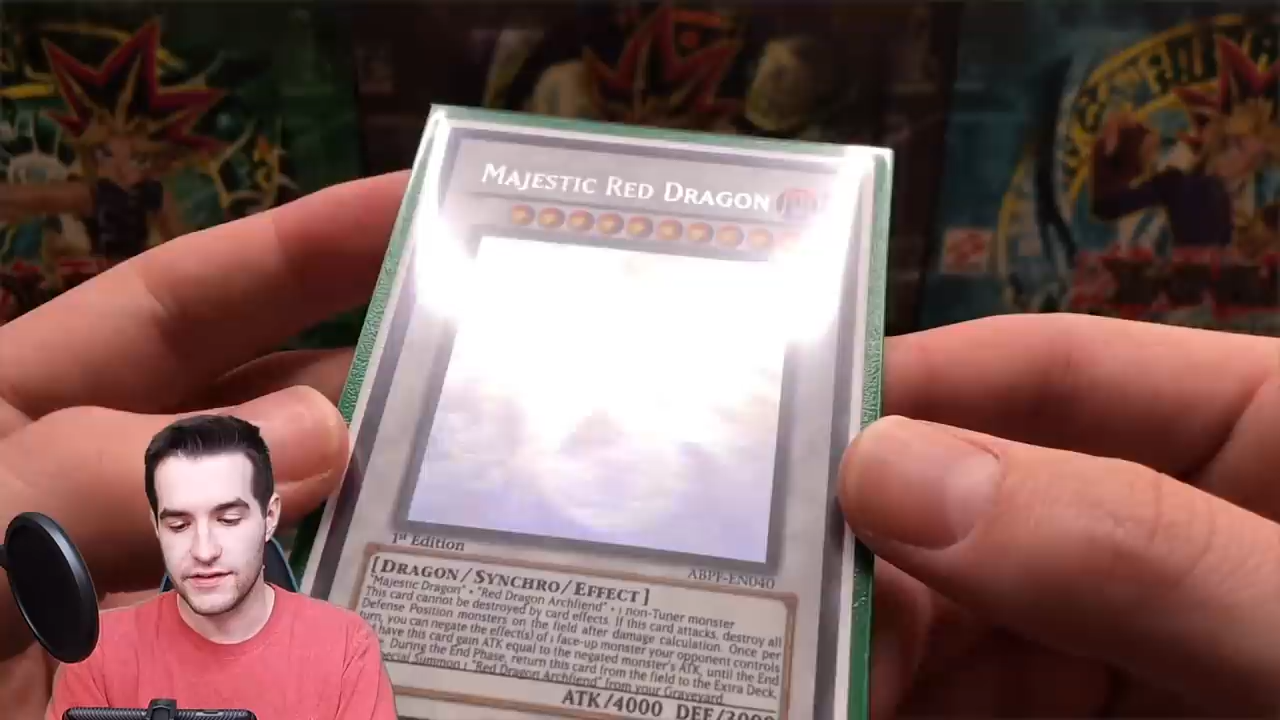 MAJESTIC RED DRAGON
1st Edition
ABPF-EN040
[DRAGON/SYNCHRO/EFFECT]
"Majestic Dragon" + "Red Dragon Archfiend" + 1 non-Tuner monster
This card cannot be destroyed by card effects. If this card attacks, destroy all
Defense Position monsters on the field after damage calculation. Once per
turn, you can negate the effect(s) of 1 face-up monster your opponent controls
have this card gain ATK equal to the negated monster's ATK, until the End
During the End Phase, return this card from the field to the Extra Deck,
Special Summon 1 "Red Dragon Archfiend" from your Graveyard
ATK/4000 DEF/3000